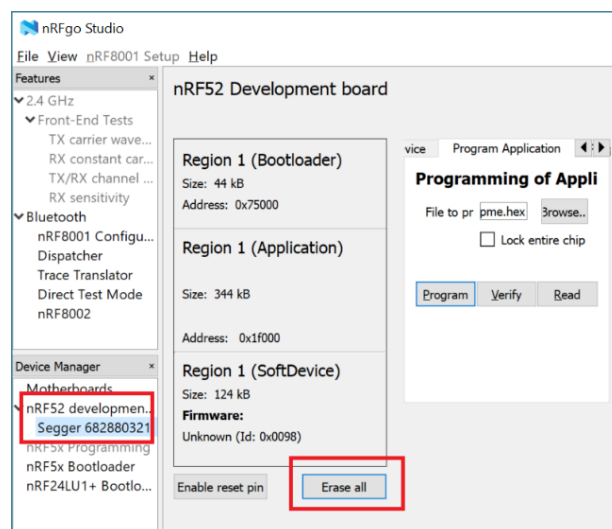 nRFgo Studio
File View nRF8001 Setup Help
Features ×
2.4 GHz
Front-End Tests
TX carrier wave...
RX constant car...
TX/RX channel ...
RX sensitivity
Bluetooth
nRF8001 Configu...
Dispatcher
Trace Translator
Direct Test Mode
nRF8002
Device Manager ×
Motherboards
nRF52 developmen...
Segger 682880321
nRF5x Programming
nRF5x Bootloader
nRF24LU1+ Bootlo...
nRF52 Development board
Region 1 (Bootloader)
Size: 44 kB
Address: 0x75000
Region 1 (Application)
Size: 344 kB
Address: 0x1f000
Region 1 (SoftDevice)
Size: 124 kB
Firmware:
Unknown (Id: 0x0098)
Enable reset pin Erase all
vice Program Application
Programming of Appli
File to pr pme.hex Browse..
Lock entire chip
Program Verify Read